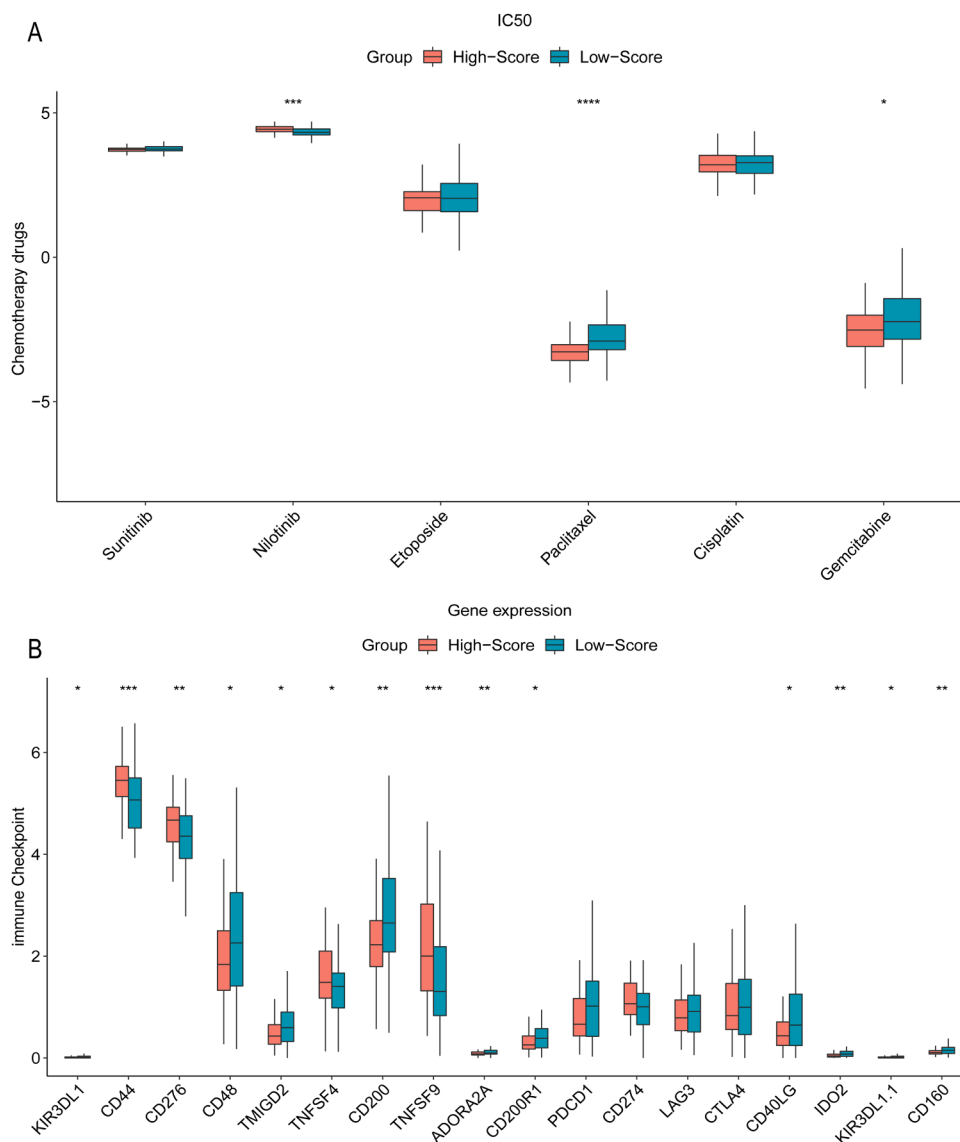 A
IC50
Group High−Score Low−Score
*** **** *
5
0
−5
Chemotherapy drugs
Sunitinib Nilotinib Etoposide Paclitaxel Cisplatin Gemcitabine
Gene expression
B
Group High−Score Low−Score
* *** ** * * * ** *** ** * * ** * **
6
4
2
0
immune Checkpoint
KIR3DL1 CD44 CD276 CD48 TMIGD2 TNFSF4 CD200 TNFSF9 ADORA2A CD200R1 PDCD1 CD274 LAG3 CTLA4 CD40LG IDO2 KIR3DL1.1 CD160